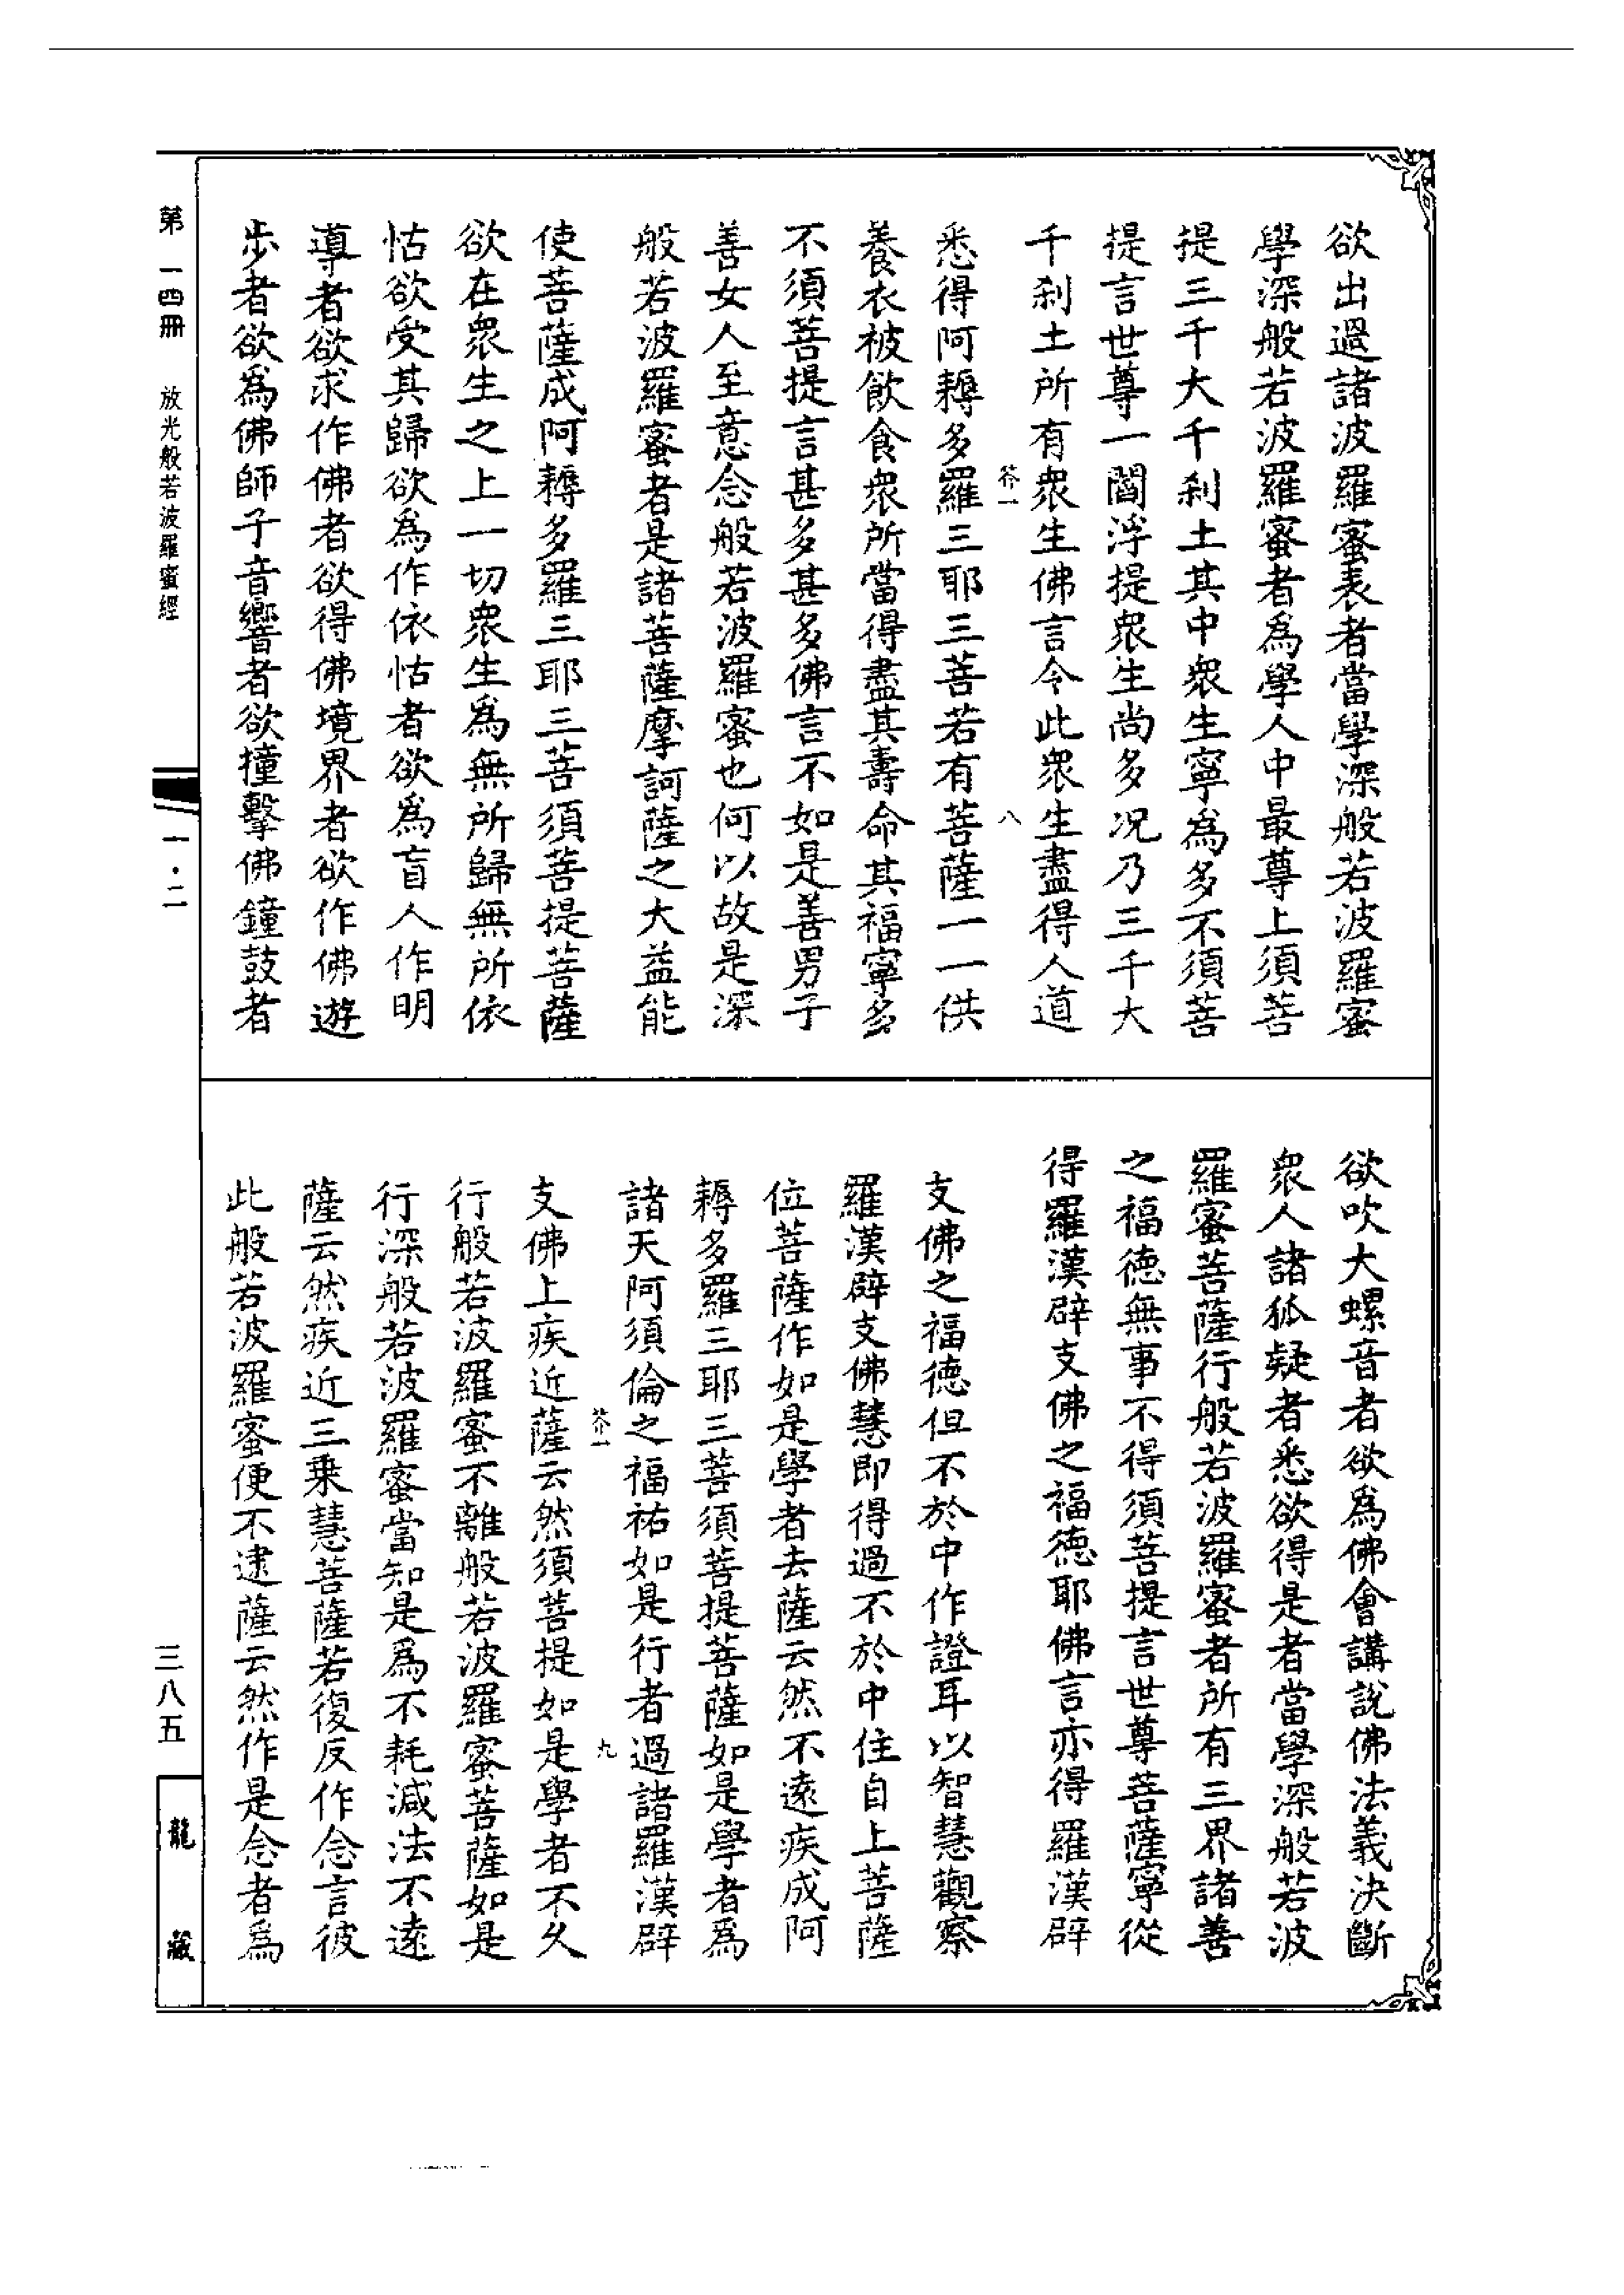 欲出過諸波羅蜜表者當學深般若波羅蜜
學深般若波羅蜜者爲學人中最尊上須菩
提三千大千刹土其中衆生寧爲多不須菩
提言世尊一閻浮提衆生尚多况乃三千大
千刹土所有衆生佛言令此衆生盡得人道
芥一 八
悉得阿耨多羅三耶三菩若有菩薩一一供
養衣被飲食衆所當得盡其壽命其福寧多
不須菩提言甚多甚多佛言不如是善男子
善女人至意念般若波羅蜜也何以故是深
般若波羅蜜者是諸菩薩摩訶薩之大益能
使菩薩成阿耨多羅三耶三菩須菩提菩薩
欲在衆生之上一切衆生爲無所歸無所依
怙欲受其歸欲爲作依怙者欲爲盲人作明
導者欲求作佛者欲得佛境界者欲作佛遊
步者欲爲佛師子音響者欲撞擊佛鐘鼓者
欲吹大螺音者欲爲佛會講說佛法義決斷
衆人諸狐疑者悉欲得是者當學深般若波
羅蜜菩薩行般若波羅蜜者所有三界諸善
之福德無事不得須菩提言世尊菩薩寧從
得羅漢辟支佛之福德耶佛言亦得羅漢辟
支佛之福德但不於中作證耳以智慧觀察
羅漢辟支佛慧即得過不於中住自上菩薩
位菩薩作如是學者去薩云然不遠疾成阿
耨多羅三耶三菩須菩提菩薩如是學者爲
諸天阿須倫之福祐如是行者過諸羅漢辟
芥一 九
支佛上疾近薩云然須菩提如是學者不久
行般若波羅蜜不離般若波羅蜜菩薩如是
行深般若波羅蜜當知是爲不耗減法不遠
薩云然疾近三乘慧菩薩若復反作念言彼
此般若波羅蜜便不逮薩云然作是念者爲
第一四冊 放光般若波羅蜜經
一·二
三八五
龍藏